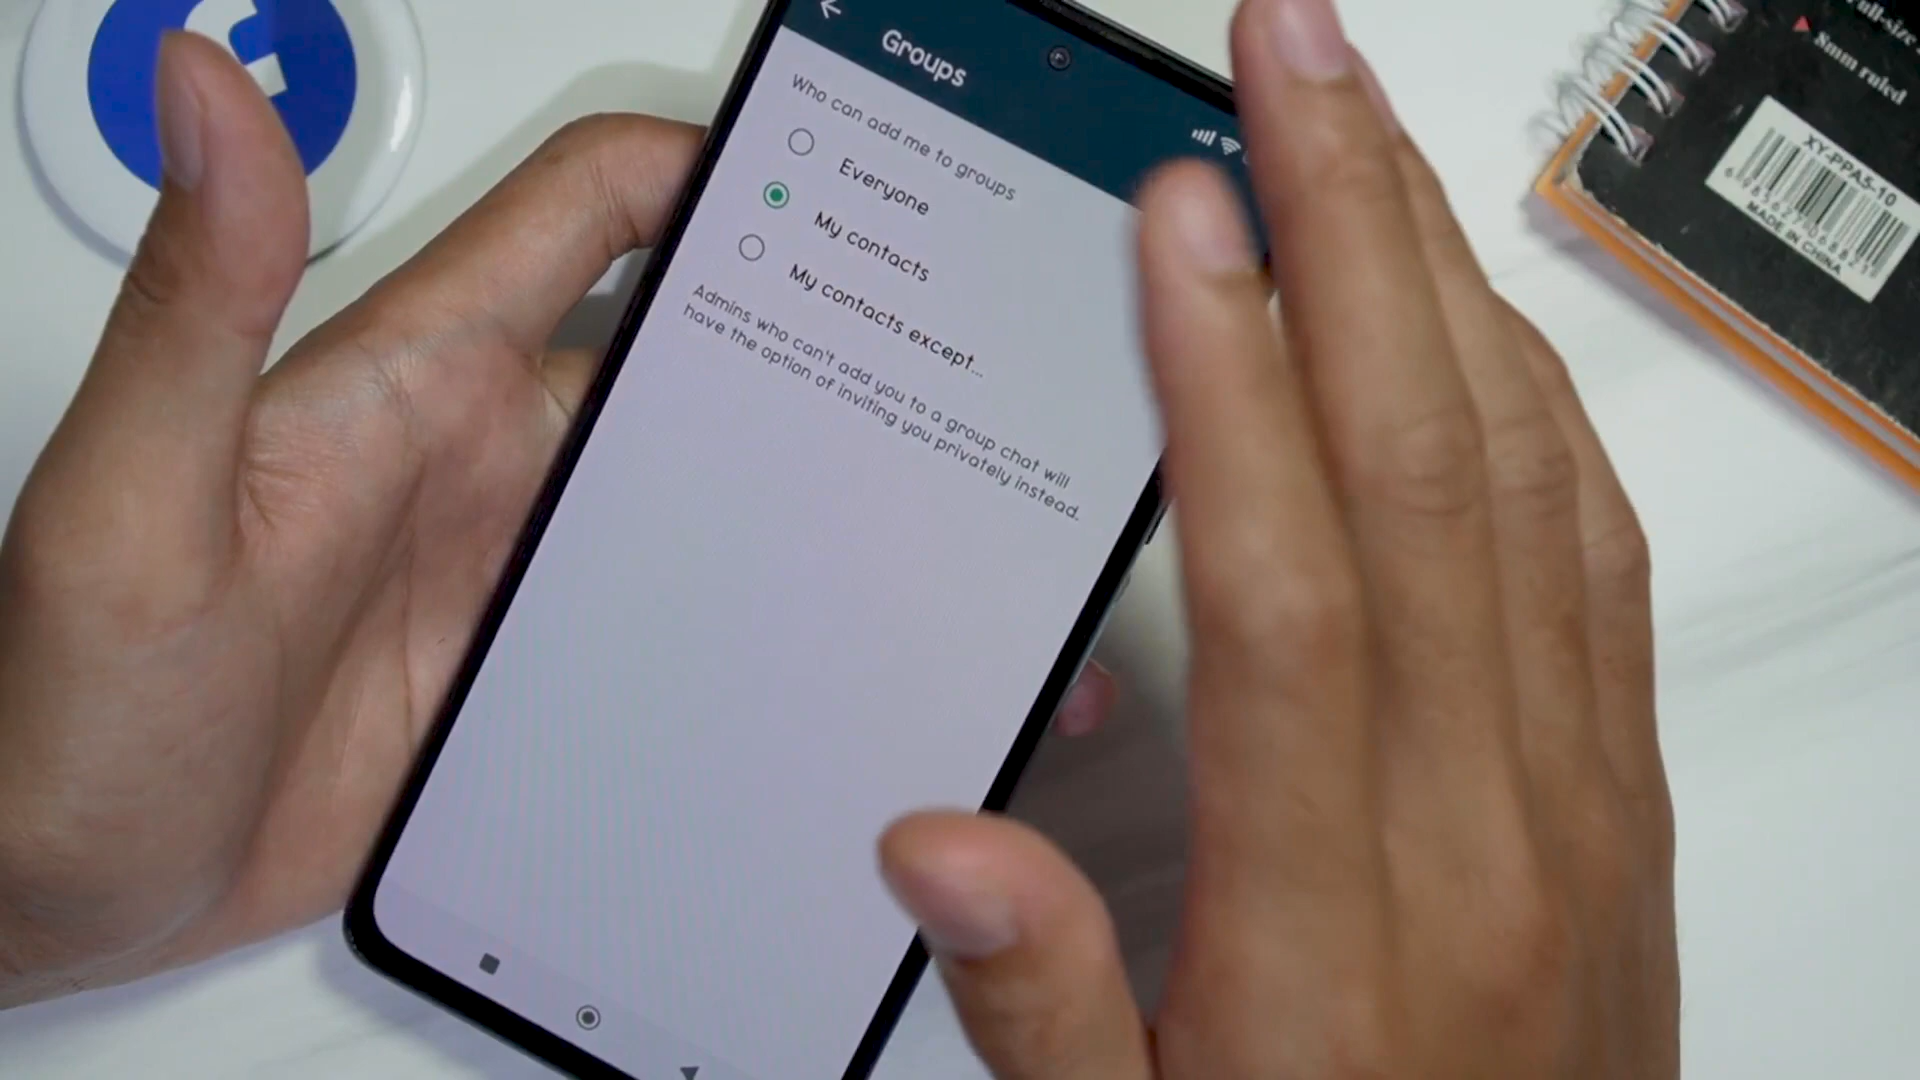 Groups
Who can add me to groups
Everyone
My contacts
My contacts except...
Admins who can't add you to a group chat will
have the option of inviting you privately instead.
8mm ruled
XY-PPA5-10
MADE IN CHINA